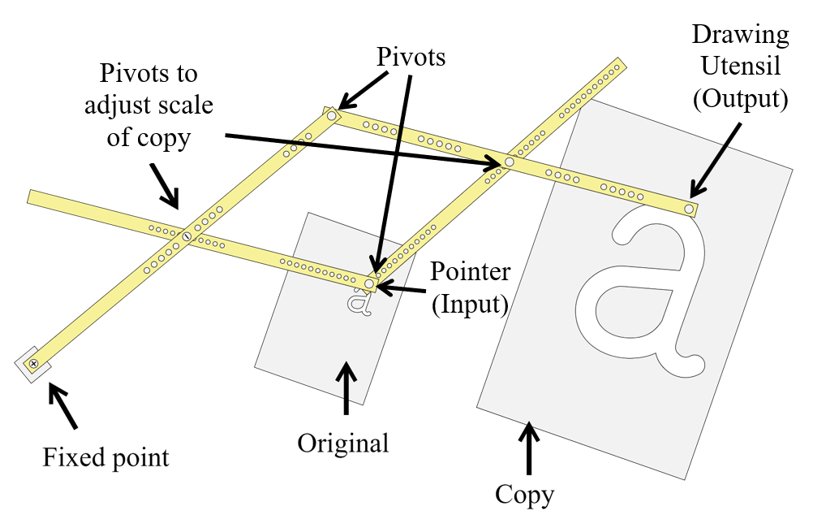 Drawing
Utensil
(Output)
Pivots
Pivots to
adjust scale
of copy
Pointer
(Input)
a
a
Original
Fixed point
Copy